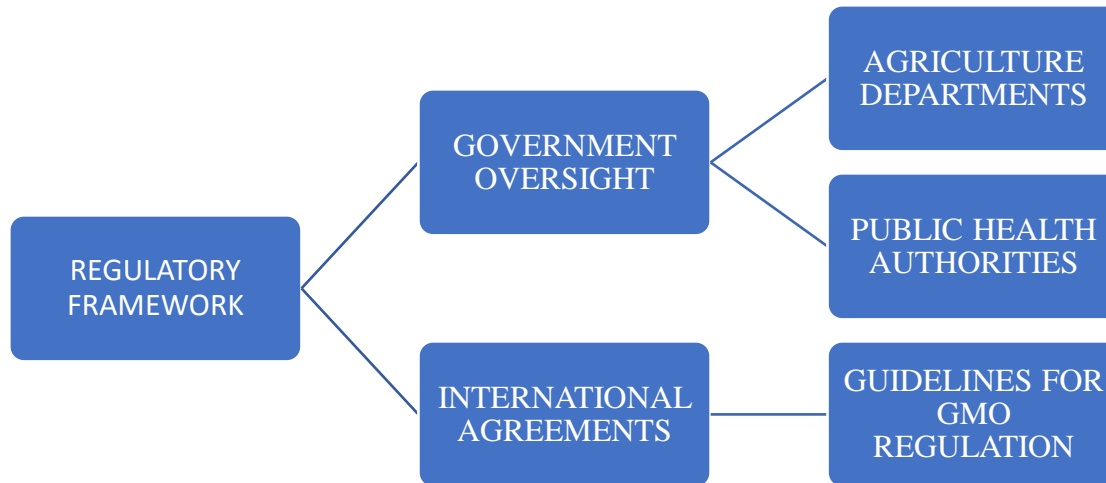 REGULATORY
FRAMEWORK
GOVERNMENT
OVERSIGHT
AGRICULTURE
DEPARTMENTS
PUBLIC HEALTH
AUTHORITIES
INTERNATIONAL
AGREEMENTS
GUIDELINES FOR
GMO
REGULATION